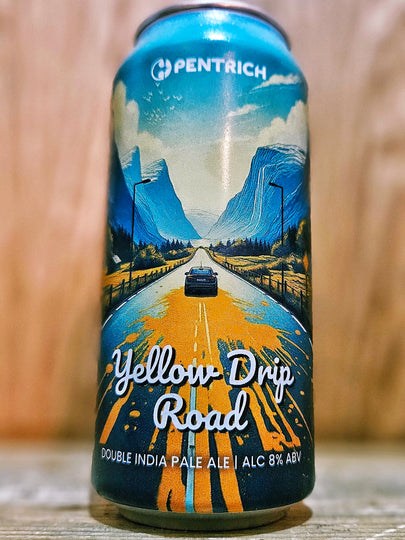 PENTRICH
Yellow Drip
Road
DOUBLE INDIA PALE ALE | ALC 8% ABV